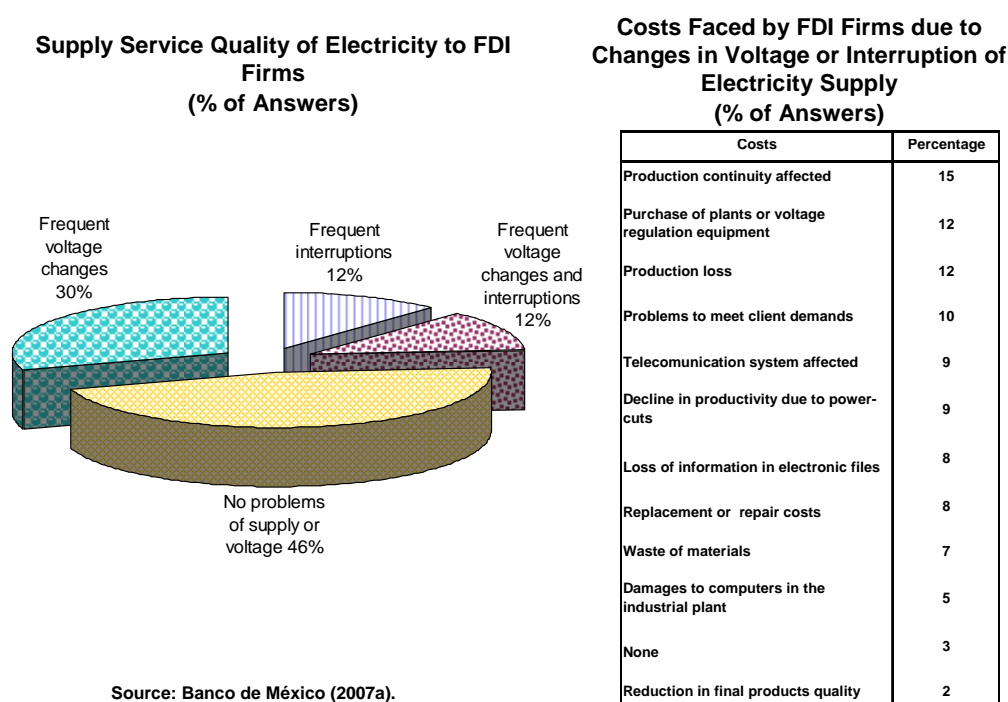 Supply Service Quality of Electricity to FDI
Firms
(% of Answers)
Frequent
voltage
changes
30%
Frequent
interruptions
12%
Frequent
voltage
changes and
interruptions
12%
No problems
of supply or
voltage 46%
Source: Banco de México (2007a).
Costs Faced by FDI Firms due to
Changes in Voltage or Interruption of
Electricity Supply
(% of Answers)
Costs Percentage
Production continuity affected 15
Purchase of plants or voltage
regulation equipment 12
Production loss 12
Problems to meet client demands 10
Telecomunication system affected 9
Decline in productivity due to power-
cuts 9
Loss of information in electronic files 8
Replacement or repair costs 8
Waste of materials 7
Damages to computers in the
industrial plant 5
None 3
Reduction in final products quality 2